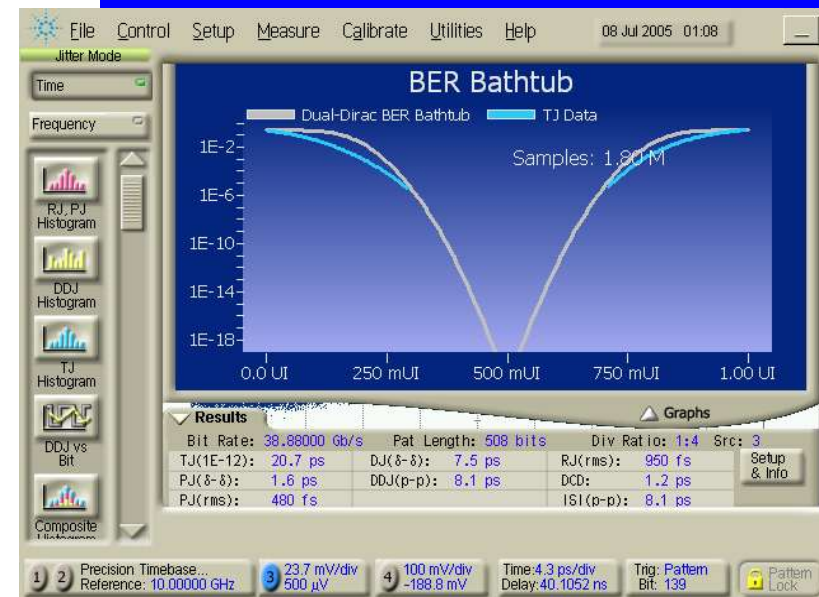 File Control Setup Measure Calibrate Utilities Help 08 Jul 2005 01:08
Jitter Mode
Time
Frequency
RJ, PJ
Histogram
DDJ
Histogram
TJ
Histogram
DDJ vs
Bit
Composite
BER Bathtub
Dual-Dirac BER Bathtub TJ Data
Samples: 1.80 M
1E-2
1E-6
1E-10
1E-14
1E-18
0.0 UI 250 mUI 500 mUI 750 mUI 1.00 UI
Results Graphs
Bit Rate: 38.88000 Gb/s Pat Length: 508 bits Div Ratio: 1:4 Src: 3
TJ(1E-12): 20.7 ps DJ(δ-δ): 7.5 ps RJ(rms): 950 fs
PJ(δ-δ): 1.6 ps DDJ(p-p): 8.1 ps DCD: 1.2 ps
PJ(rms): 480 fs ISI(p-p): 8.1 ps
Setup
& Info
1 2 Precision Timebase...
Reference: 10.00000 GHz
3 23.7 mV/div
500 µV
4 100 mV/div
-188.8 mV
Time:4.3 ps/div
Delay:40.1052 ns
Trig: Pattern
Bit: 139
Pattern
Lock